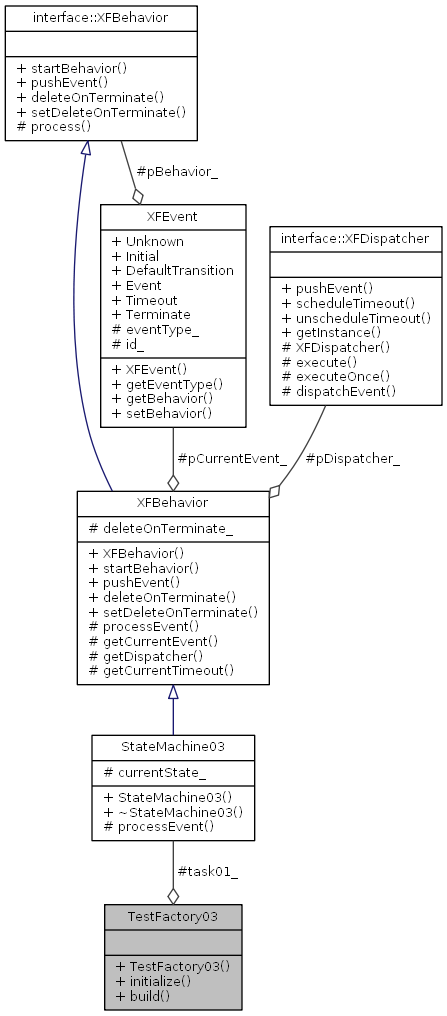 interface::XFBehavior
+ startBehavior()
+ pushEvent()
+ deleteOnTerminate()
+ setDeleteOnTerminate()
# process()
#pBehavior_
XFEvent
+ Unknown
+ Initial
+ DefaultTransition
+ Event
+ Timeout
+ Terminate
# eventType_
# id_
+ XFEvent()
+ getEventType()
+ getBehavior()
+ setBehavior()
interface::XFDispatcher
+ pushEvent()
+ scheduleTimeout()
+ unscheduleTimeout()
+ getInstance()
# XFDispatcher()
# execute()
# executeOnce()
# dispatchEvent()
#pCurrentEvent_
#pDispatcher_
XFBehavior
# deleteOnTerminate_
+ XFBehavior()
+ startBehavior()
+ pushEvent()
+ deleteOnTerminate()
+ setDeleteOnTerminate()
# processEvent()
# getCurrentEvent()
# getDispatcher()
# getCurrentTimeout()
StateMachine03
# currentState_
+ StateMachine03()
+ ~StateMachine03()
# processEvent()
#task01_
TestFactory03
+ TestFactory03()
+ initialize()
+ build()